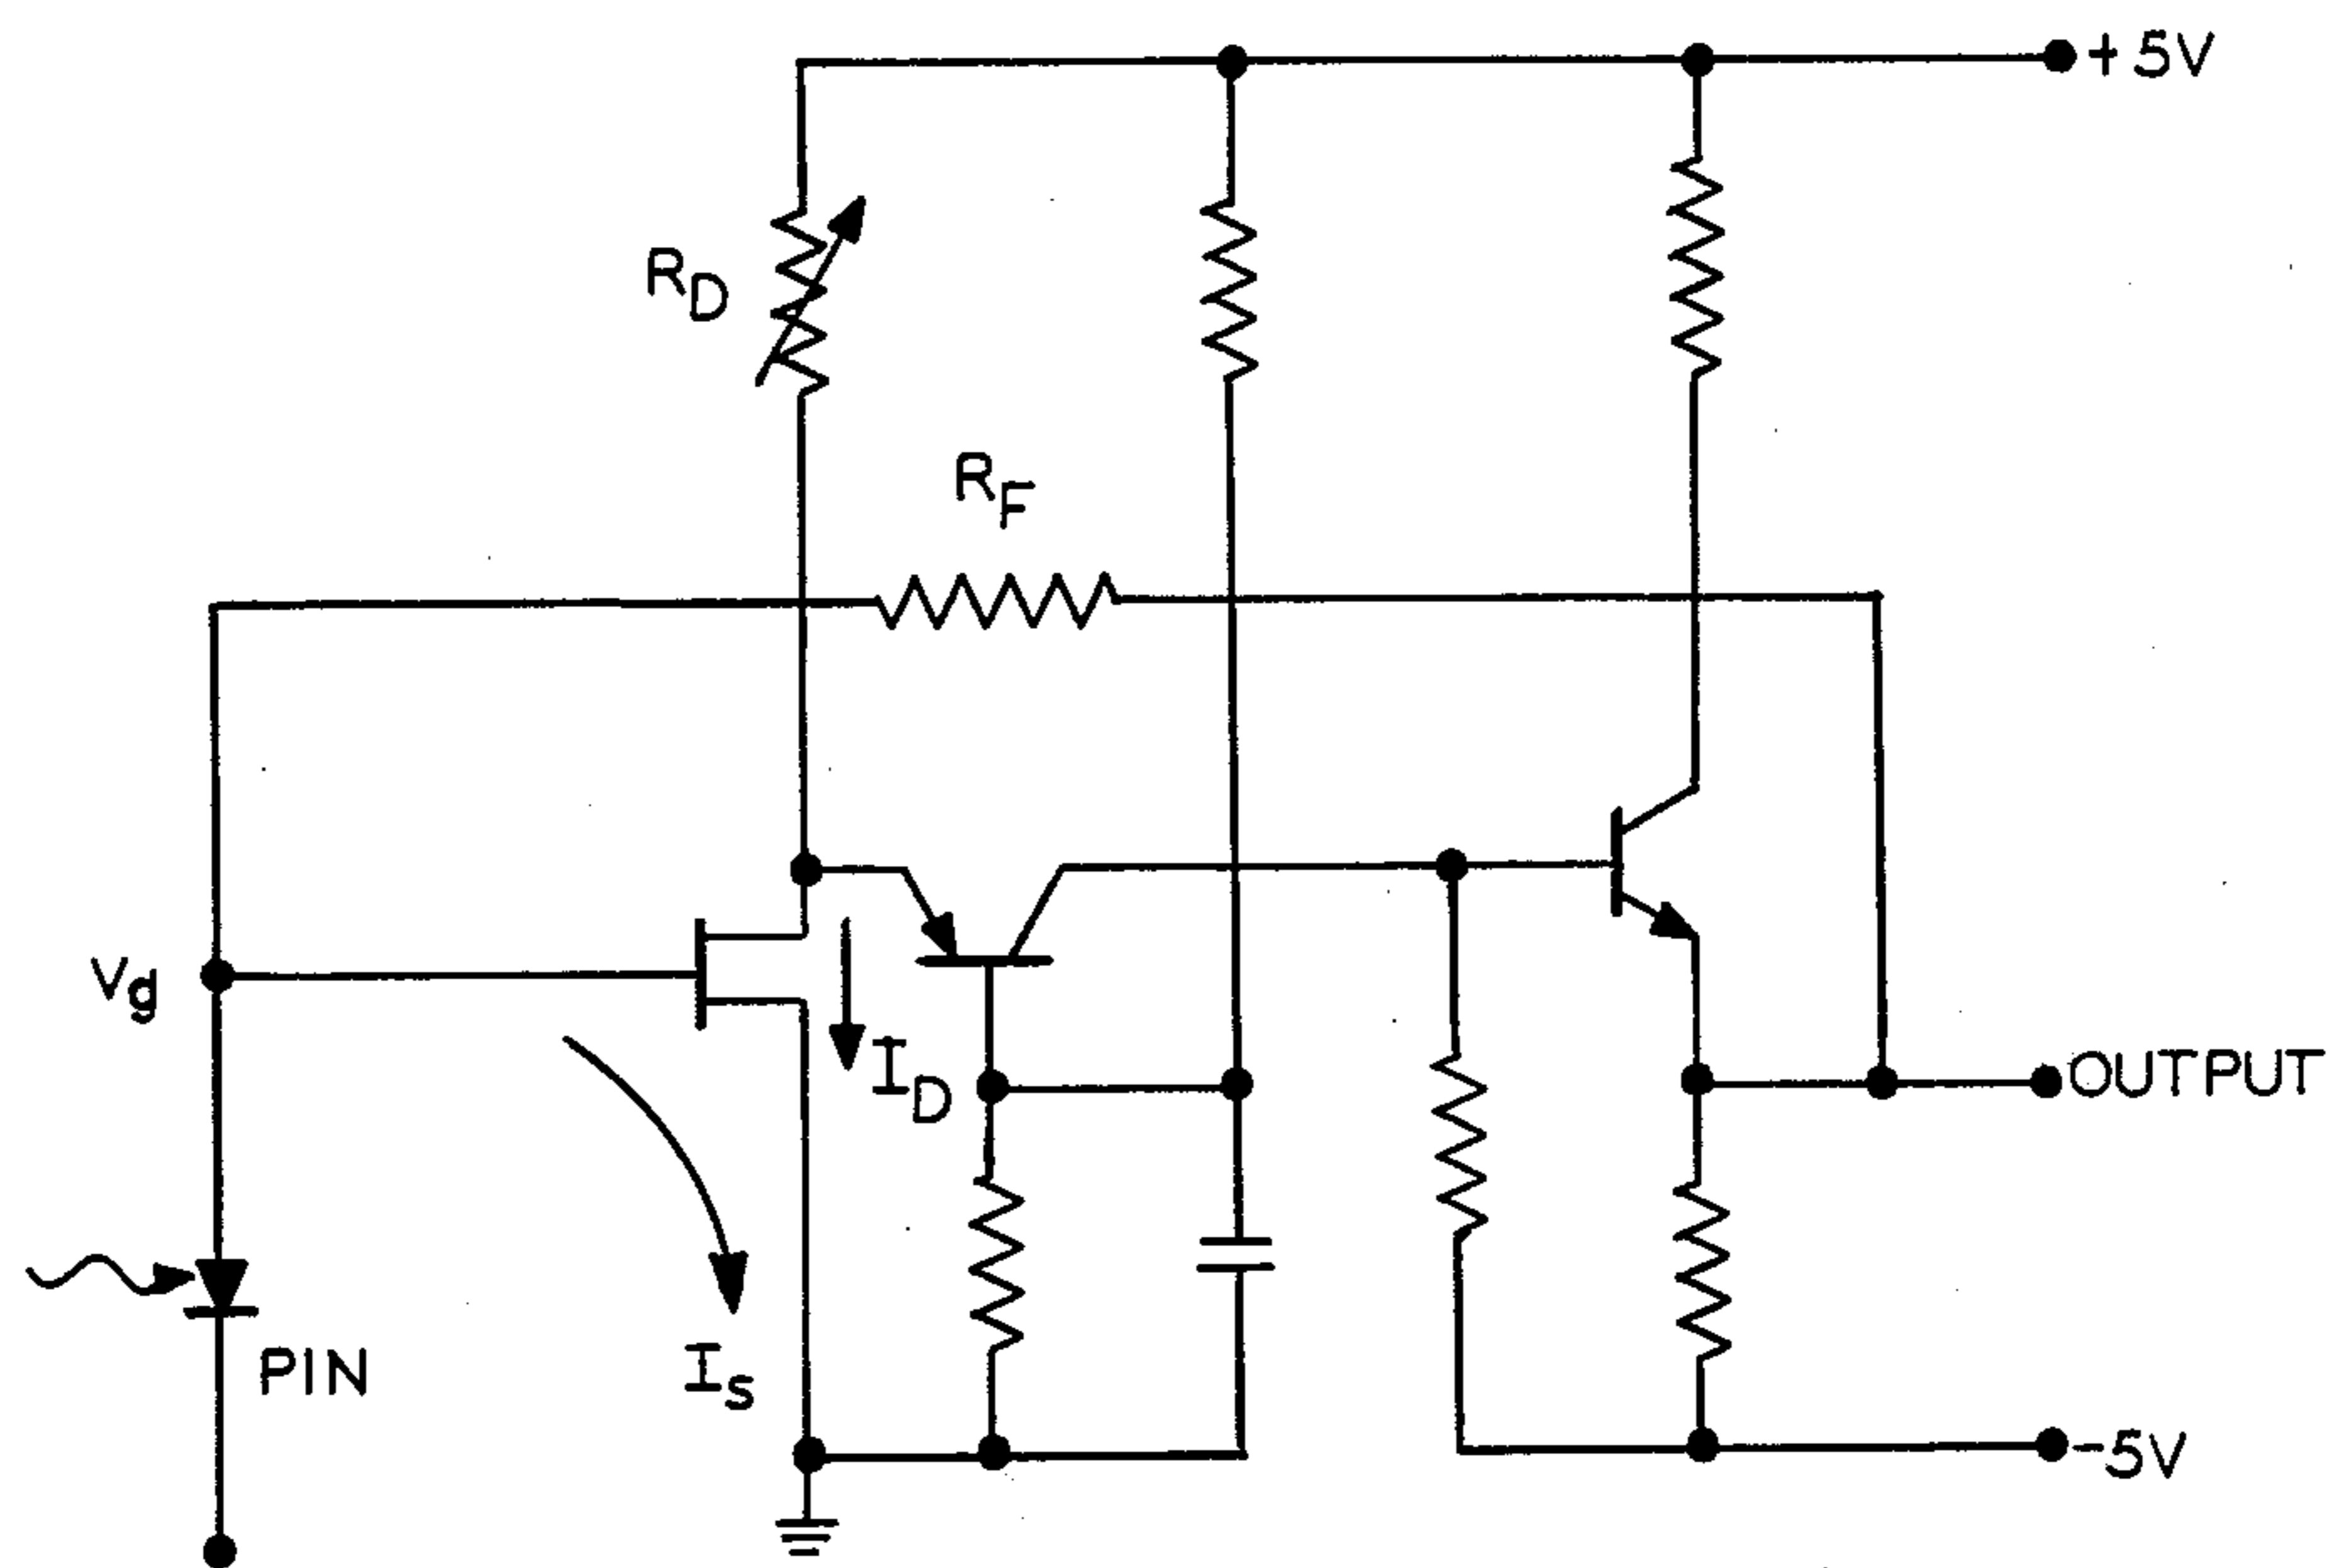 +5V
RD
RF
Vg
ID
OUTPUT
PIN
Is
-5V